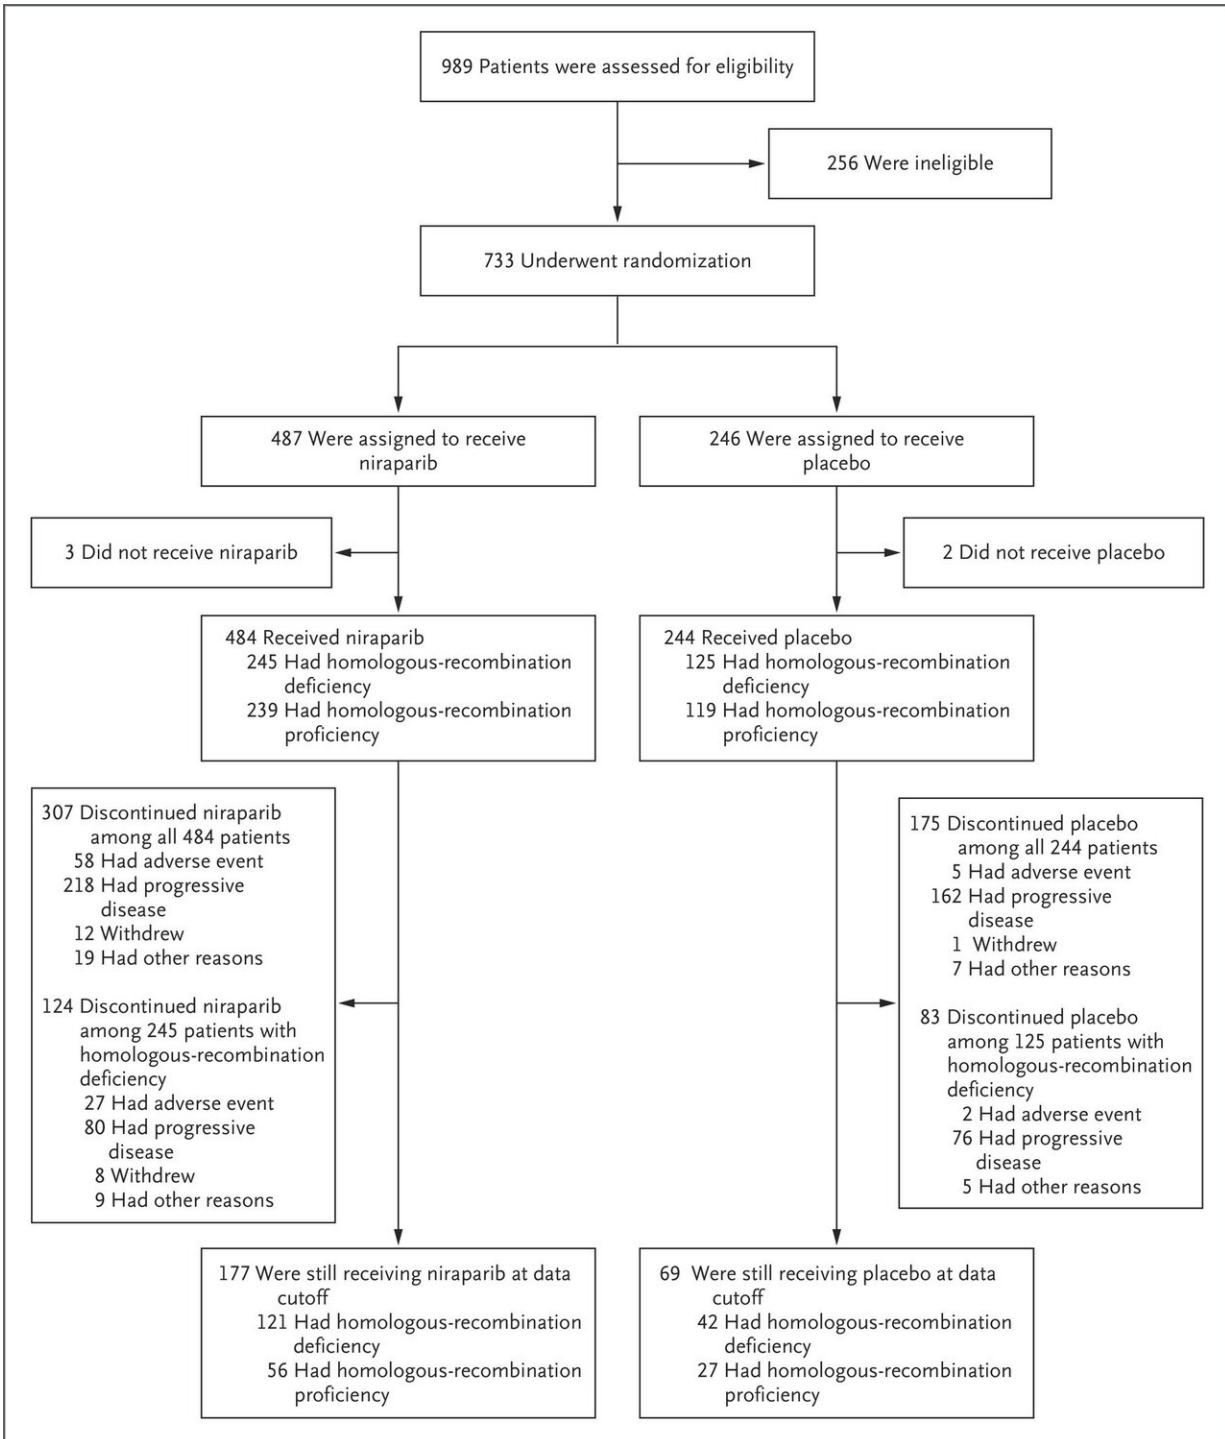 989 Patients were assessed for eligibility
256 Were ineligible
733 Underwent randomization
487 Were assigned to receive
niraparib
246 Were assigned to receive
placebo
3 Did not receive niraparib
2 Did not receive placebo
484 Received niraparib
245 Had homologous-recombination
deficiency
239 Had homologous-recombination
proficiency
244 Received placebo
125 Had homologous-recombination
deficiency
119 Had homologous-recombination
proficiency
307 Discontinued niraparib
among all 484 patients
58 Had adverse event
218 Had progressive
disease
12 Withdrew
19 Had other reasons
124 Discontinued niraparib
among 245 patients with
homologous-recombination
deficiency
27 Had adverse event
80 Had progressive
disease
8 Withdrew
9 Had other reasons
175 Discontinued placebo
among all 244 patients
5 Had adverse event
162 Had progressive
disease
1 Withdrew
7 Had other reasons
83 Discontinued placebo
among 125 patients with
homologous-recombination
deficiency
2 Had adverse event
76 Had progressive
disease
5 Had other reasons
177 Were still receiving niraparib at data
cutoff
121 Had homologous-recombination
deficiency
56 Had homologous-recombination
proficiency
69 Were still receiving placebo at data
cutoff
42 Had homologous-recombination
deficiency
27 Had homologous-recombination
proficiency